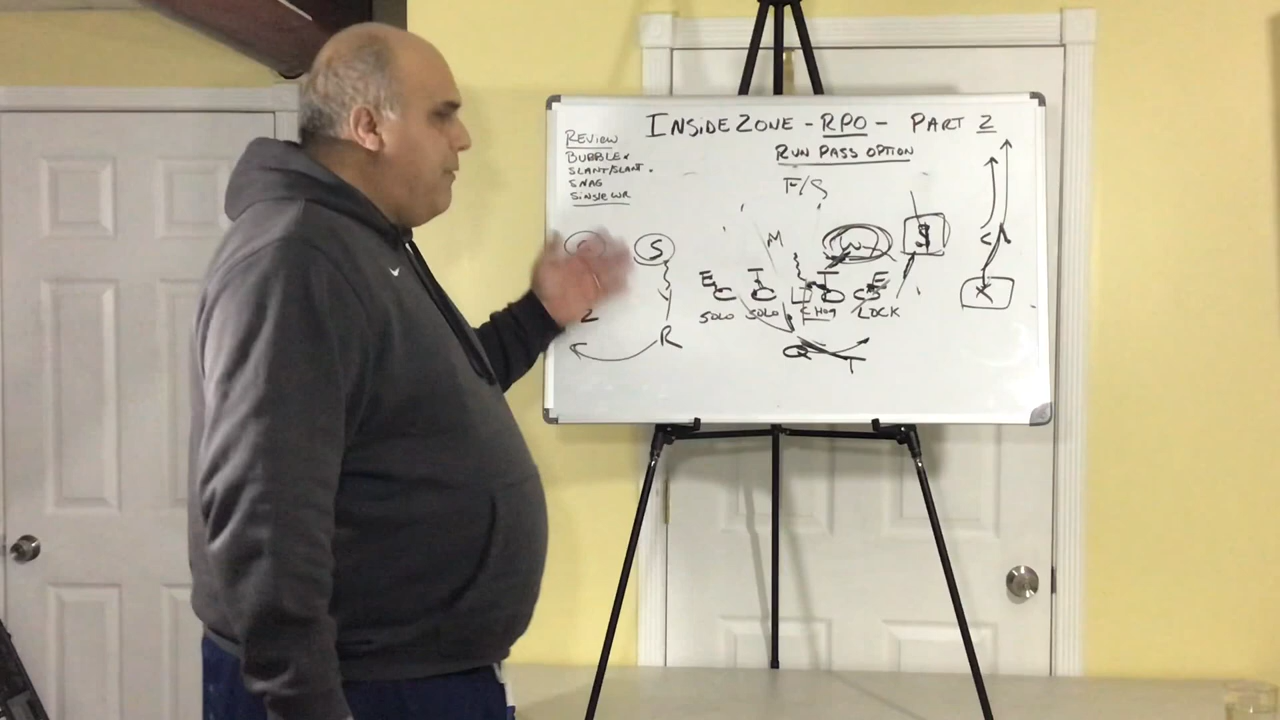 INSIDE ZONE - RPO - PART 2
RUN PASS OPTION
REVIEW
BUBBLE
SLANT/SLANT
SNAG
SINGLE WR
F/S
S M W $ C
E T T E
SOLO SOLO CHOP LOCK
Z X
R Q T